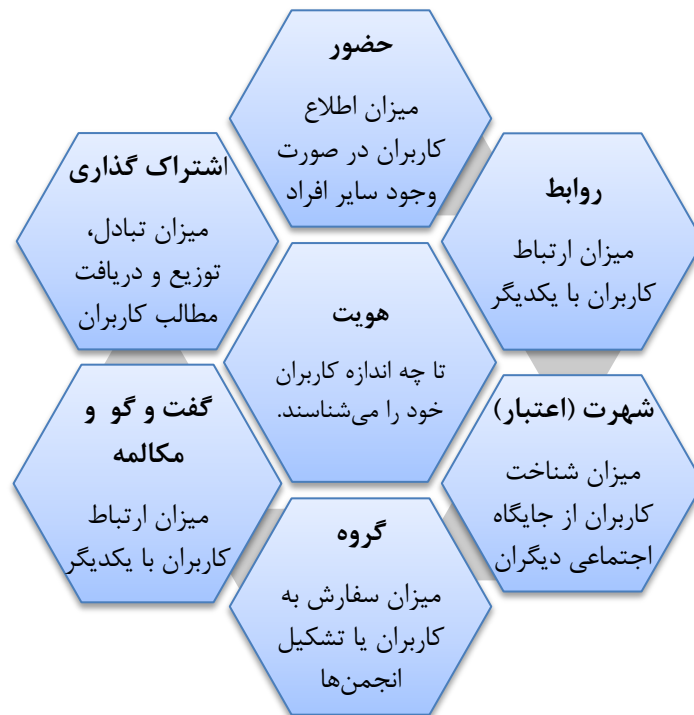 حضور
میزان اطلاع
کاربران در صورت
وجود سایر افراد
روابط
میزان ارتباط
کاربران با یکدیگر
اشتراک گذاری
میزان تبادل،
توزیع و دریافت
مطالب کاربران
هویت
تا چه اندازه کاربران
خود را می‌شناسند.
شهرت (اعتبار)
میزان شناخت
کاربران از جایگاه
اجتماعی دیگران
گفت و گو و
مکالمه
میزان ارتباط
کاربران با یکدیگر
گروه
میزان سفارش به
کاربران یا تشکیل
انجمن‌ها